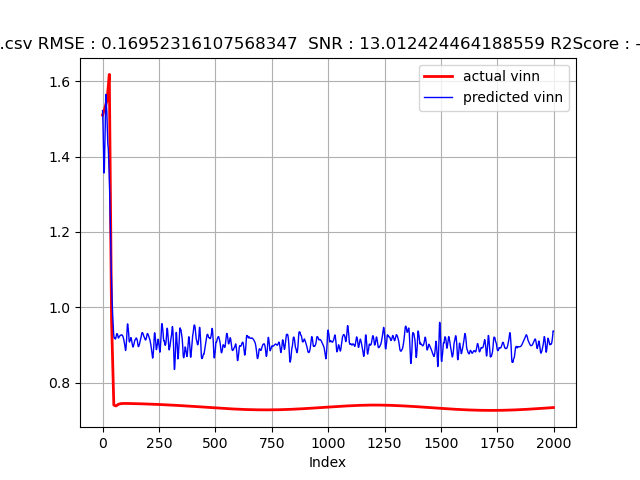 .csv RMSE : 0.16952316107568347  SNR : 13.012424464188559 R2Score : -
actual vinn
predicted vinn
1.6
1.4
1.2
1.0
0.8
0 250 500 750 1000 1250 1500 1750 2000
Index